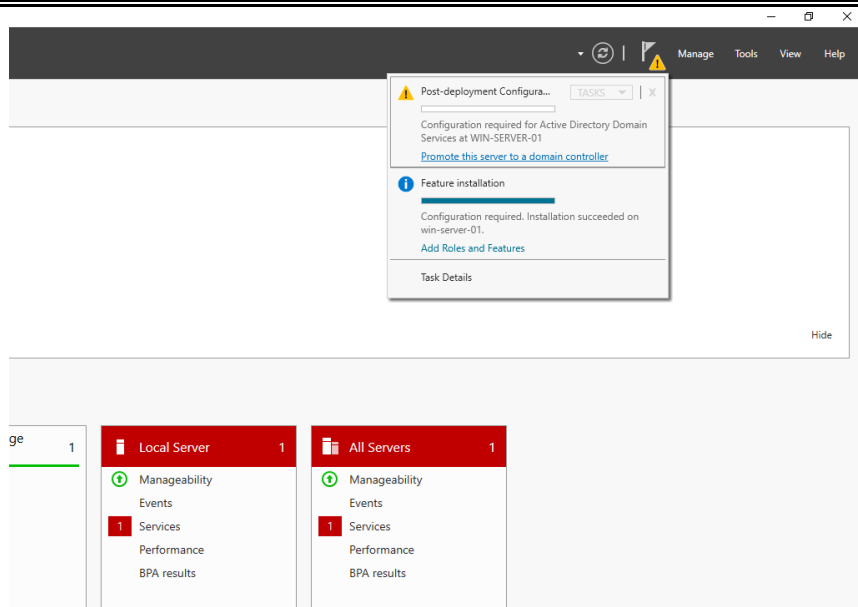 Manage Tools View Help
Post-deployment Configura... TASKS X
Configuration required for Active Directory Domain
Services at WIN-SERVER-01
Promote this server to a domain controller
Feature installation
Configuration required. Installation succeeded on
win-server-01.
Add Roles and Features
Task Details
Hide
ge 1
Local Server 1
Manageability
Events
1 Services
Performance
BPA results
All Servers 1
Manageability
Events
1 Services
Performance
BPA results